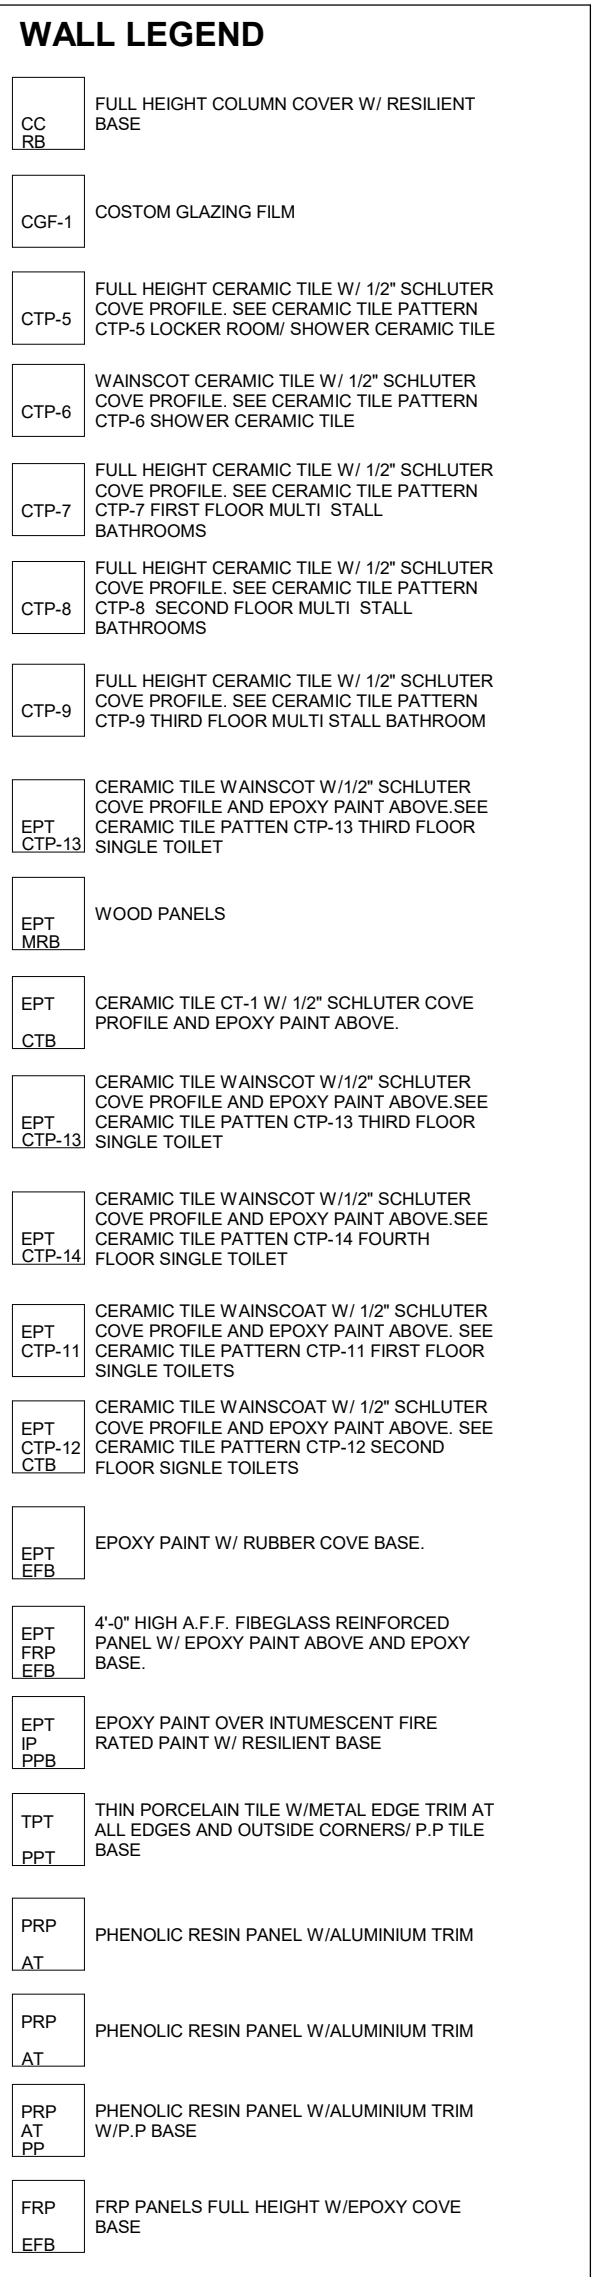 WALL LEGEND
CC
RB
FULL HEIGHT COLUMN COVER W/ RESILIENT
BASE
CGF-1
COSTOM GLAZING FILM
CTP-5
FULL HEIGHT CERAMIC TILE W/ 1/2" SCHLUTER
COVE PROFILE. SEE CERAMIC TILE PATTERN
CTP-5 LOCKER ROOM/ SHOWER CERAMIC TILE
CTP-6
WAINSCOT CERAMIC TILE W/ 1/2" SCHLUTER
COVE PROFILE. SEE CERAMIC TILE PATTERN
CTP-6 SHOWER CERAMIC TILE
CTP-7
FULL HEIGHT CERAMIC TILE W/ 1/2" SCHLUTER
COVE PROFILE. SEE CERAMIC TILE PATTERN
CTP-7 FIRST FLOOR MULTI STALL
BATHROOMS
CTP-8
FULL HEIGHT CERAMIC TILE W/ 1/2" SCHLUTER
COVE PROFILE. SEE CERAMIC TILE PATTERN
CTP-8 SECOND FLOOR MULTI STALL
BATHROOMS
CTP-9
FULL HEIGHT CERAMIC TILE W/ 1/2" SCHLUTER
COVE PROFILE. SEE CERAMIC TILE PATTERN
CTP-9 THIRD FLOOR MULTI STALL BATHROOM
EPT
CTP-13
CERAMIC TILE WAINSCOT W/1/2" SCHLUTER
COVE PROFILE AND EPOXY PAINT ABOVE.SEE
CERAMIC TILE PATTEN CTP-13 THIRD FLOOR
SINGLE TOILET
EPT
MRB
WOOD PANELS
EPT
CTB
CERAMIC TILE CT-1 W/ 1/2" SCHLUTER COVE
PROFILE AND EPOXY PAINT ABOVE.
EPT
CTP-13
CERAMIC TILE WAINSCOT W/1/2" SCHLUTER
COVE PROFILE AND EPOXY PAINT ABOVE.SEE
CERAMIC TILE PATTEN CTP-13 THIRD FLOOR
SINGLE TOILET
EPT
CTP-14
CERAMIC TILE WAINSCOT W/1/2" SCHLUTER
COVE PROFILE AND EPOXY PAINT ABOVE.SEE
CERAMIC TILE PATTEN CTP-14 FOURTH
FLOOR SINGLE TOILET
EPT
CTP-11
CERAMIC TILE WAINSCOAT W/ 1/2" SCHLUTER
COVE PROFILE AND EPOXY PAINT ABOVE. SEE
CERAMIC TILE PATTERN CTP-11 FIRST FLOOR
SINGLE TOILETS
EPT
CTP-12
CTB
CERAMIC TILE WAINSCOAT W/ 1/2" SCHLUTER
COVE PROFILE AND EPOXY PAINT ABOVE. SEE
CERAMIC TILE PATTERN CTP-12 SECOND
FLOOR SIGNLE TOILETS
EPT
EFB
EPOXY PAINT W/ RUBBER COVE BASE.
EPT
FRP
EFB
4'-0" HIGH A.F.F. FIBEGLASS REINFORCED
PANEL W/ EPOXY PAINT ABOVE AND EPOXY
BASE.
EPT
IP
PPB
EPOXY PAINT OVER INTUMESCENT FIRE
RATED PAINT W/ RESILIENT BASE
TPT
PPT
THIN PORCELAIN TILE W/METAL EDGE TRIM AT
ALL EDGES AND OUTSIDE CORNERS/ P.P TILE
BASE
PRP
AT
PHENOLIC RESIN PANEL W/ALUMINIUM TRIM
PRP
AT
PHENOLIC RESIN PANEL W/ALUMINIUM TRIM
PRP
AT
PP
PHENOLIC RESIN PANEL W/ALUMINIUM TRIM
W/P.P BASE
FRP
EFB
FRP PANELS FULL HEIGHT W/EPOXY COVE
BASE